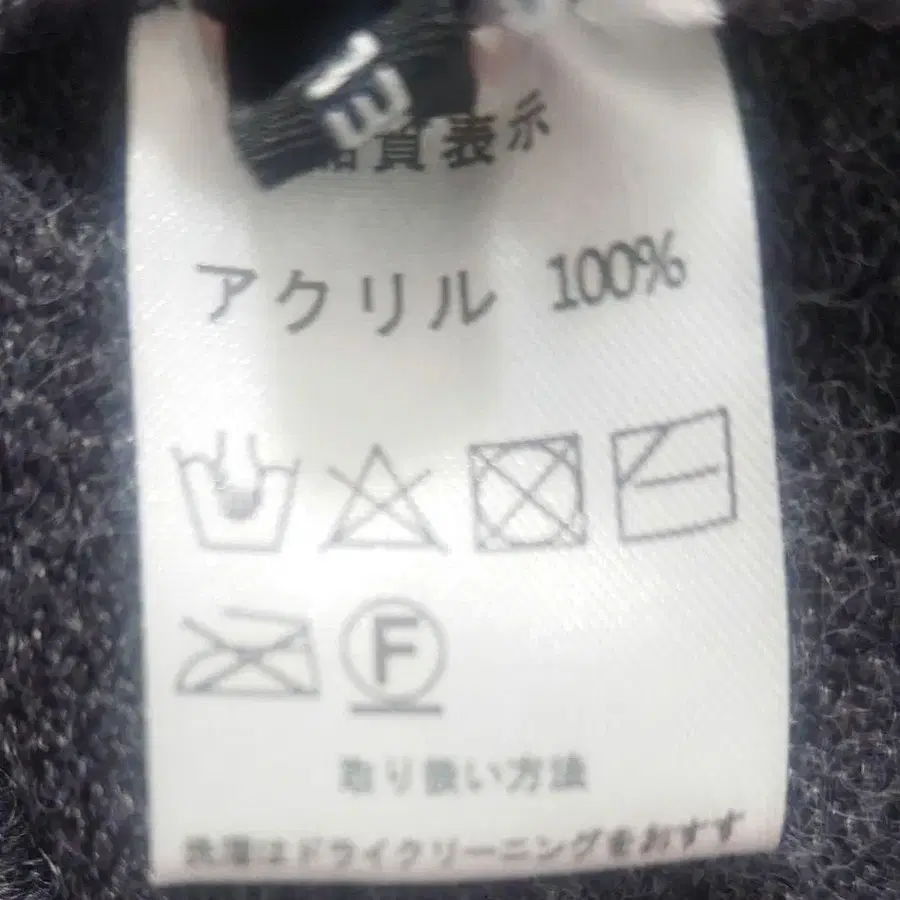 品質表示
アクリル 100%
F
取り扱い方法
洗濯はドライクリーニングをおすす